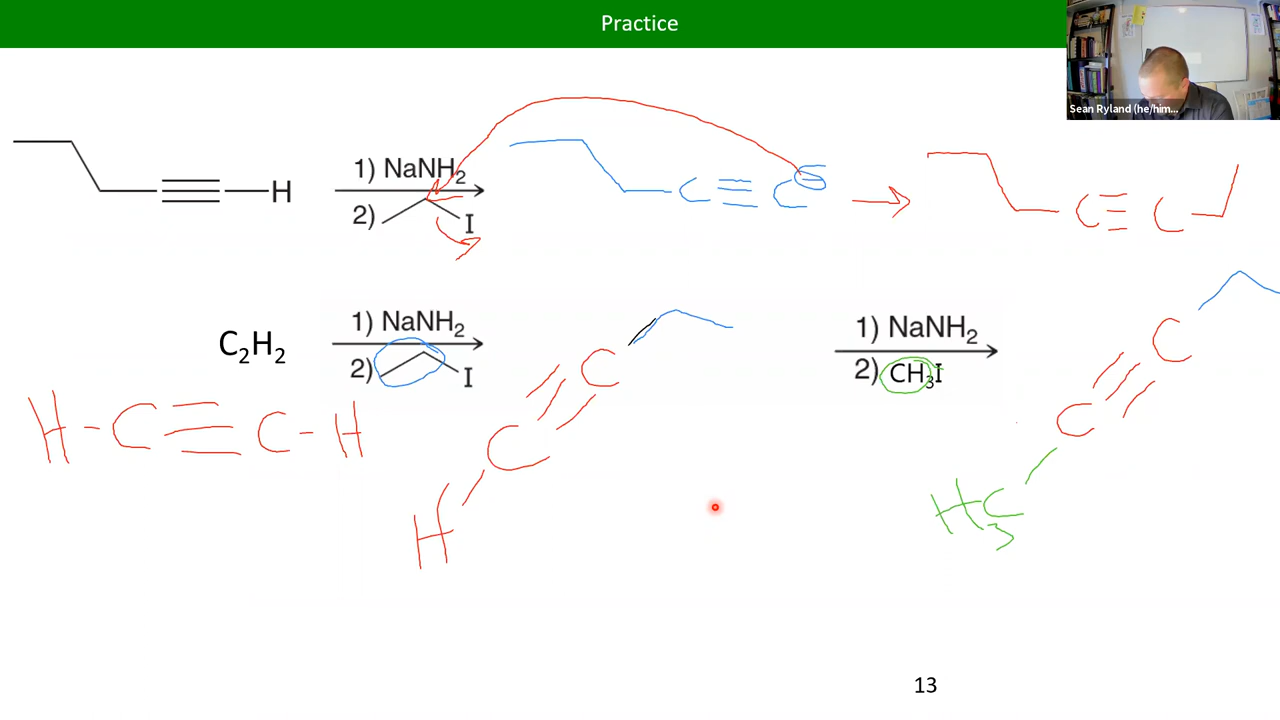 Practice
Sean Ryland (he/him...
H
1) NaNH2
2) I
C≡C⊖
C≡C
C2H2
1) NaNH2
2) I
H-C≡C-H
C≡C
H
1) NaNH2
2) CH3I
C≡C
H3C
13